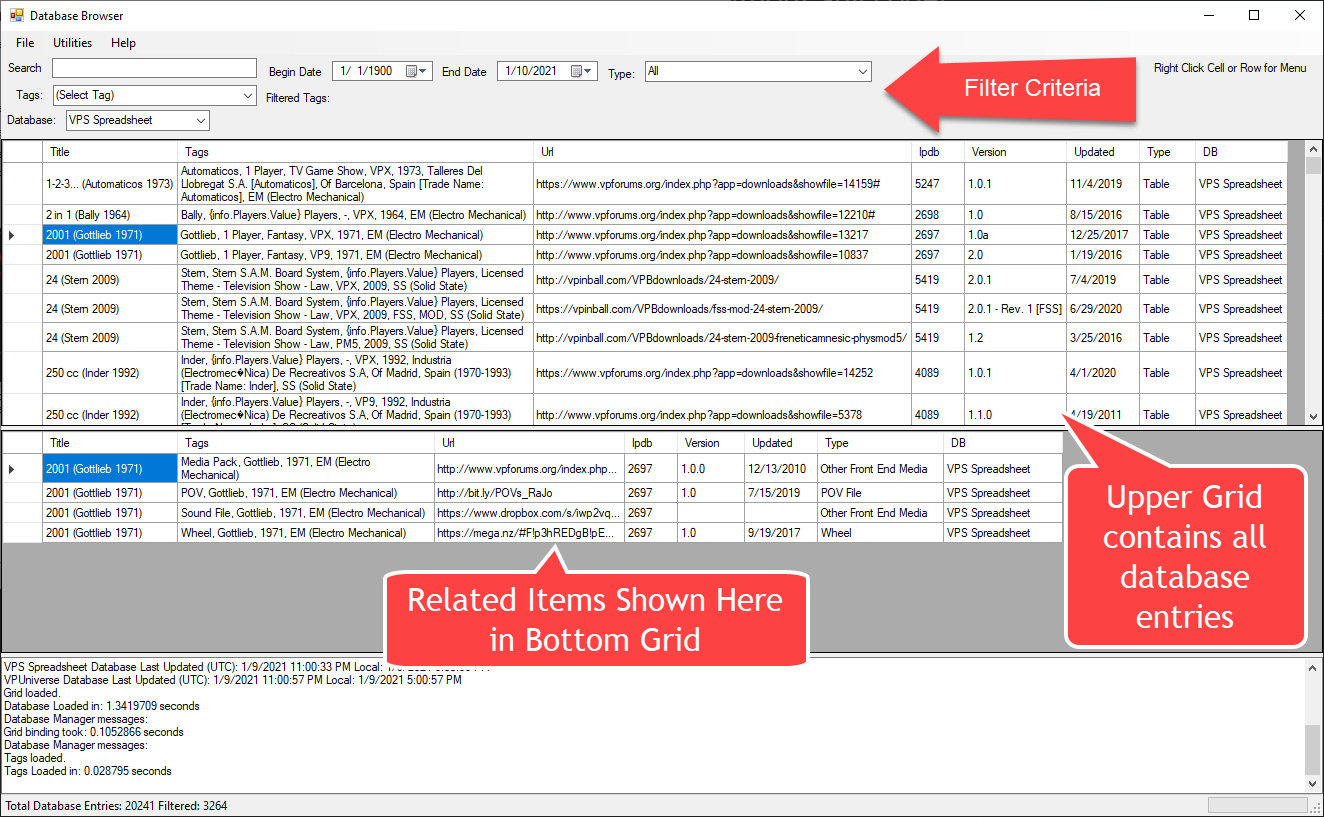 Database Browser
File Utilities Help
Search Begin Date 1/ 1/1900 End Date 1/10/2021 Type: All Right Click Cell or Row for Menu
Filter Criteria
Tags: (Select Tag) Filtered Tags:
Database: VPS Spreadsheet
Title Tags Url Ipdb Version Updated Type DB
Automaticos, 1 Player, TV Game Show, VPX, 1973, Talleres Del
1-2-3... (Automaticos 1973) Llobregat S.A. [Automaticos], Of Barcelona, Spain [Trade Name: https://www.vpforums.org/index.php?app=downloads&showfile=14159# 5247 1.0.1 11/4/2019 Table VPS Spreadsheet
Automaticos], EM (Electro Mechanical)
2 in 1 (Bally 1964) Bally, {info.Players.Value} Players, -, VPX, 1964, EM (Electro Mechanical) https://www.vpforums.org/index.php?app=downloads&showfile=12210# 2698 1.0 8/15/2016 Table VPS Spreadsheet
2001 (Gottlieb 1971) Gottlieb, 1 Player, Fantasy, VPX, 1971, EM (Electro Mechanical) https://www.vpforums.org/index.php?app=downloads&showfile=13217 2697 1.0a 12/25/2017 Table VPS Spreadsheet
2001 (Gottlieb 1971) Gottlieb, 1 Player, Fantasy, VP9, 1971, EM (Electro Mechanical) https://www.vpforums.org/index.php?app=downloads&showfile=10837 2697 2.0 1/19/2016 Table VPS Spreadsheet
24 (Stern 2009) Stern, Stern S.A.M. Board System, {info.Players.Value} Players, Licensed http://vpinball.com/VPBdownloads/24-stern-2009/ 5419 2.0.1 7/4/2019 Table VPS Spreadsheet
Theme - Television Show - Law, VPX, 2009, SS (Solid State)
24 (Stern 2009) Stern, Stern S.A.M. Board System, {info.Players.Value} Players, Licensed https://vpinball.com/VPBdownloads/fss-mod-24-stern-2009/ 5419 2.0.1 - Rev. 1 [FSS] 6/29/2020 Table VPS Spreadsheet
Theme - Television Show - Law, VPX, 2009, FSS, MOD, SS (Solid State)
24 (Stern 2009) Stern, Stern S.A.M. Board System, {info.Players.Value} Players, Licensed http://vpinball.com/VPBdownloads/24-stern-2009-freneticamnesic-physmod5/ 5419 1.2 3/25/2016 Table VPS Spreadsheet
Theme - Television Show - Law, PM5, 2009, SS (Solid State)
Inder, {info.Players.Value} Players, -, VPX, 1992, Industria
250 cc (Inder 1992) (Electromec�Nica) De Recreativos S.A, Of Madrid, Spain (1970-1993) https://www.vpforums.org/index.php?app=downloads&showfile=14252 4089 1.0.1 4/1/2020 Table VPS Spreadsheet
[Trade Name: Inder], SS (Solid State)
Inder, {info.Players.Value} Players, -, VP9, 1992, Industria
250 cc (Inder 1992) (Electromec�Nica) De Recreativos S.A, Of Madrid, Spain (1970-1993) http://www.vpforums.org/index.php?app=downloads&showfile=5378 4089 1.1.0 4/19/2011 Table VPS Spreadsheet
Title Tags Url Ipdb Version Updated Type DB
2001 (Gottlieb 1971) Media Pack, Gottlieb, 1971, EM (Electro http://www.vpforums.org/index.php... 2697 1.0.0 12/13/2010 Other Front End Media VPS Spreadsheet
Mechanical)
2001 (Gottlieb 1971) POV, Gottlieb, 1971, EM (Electro Mechanical) http://bit.ly/POVs_RaJo 2697 1.0 7/15/2019 POV File VPS Spreadsheet
2001 (Gottlieb 1971) Sound File, Gottlieb, 1971, EM (Electro Mechanical) https://www.dropbox.com/s/iwp2vq... 2697 Other Front End Media VPS Spreadsheet
2001 (Gottlieb 1971) Wheel, Gottlieb, 1971, EM (Electro Mechanical) https://mega.nz/#F!p3hREDgB!pE... 2697 1.0 9/19/2017 Wheel VPS Spreadsheet
Upper Grid
contains all
database
entries
Related Items Shown Here
in Bottom Grid
VPS Spreadsheet Database Last Updated (UTC): 1/9/2021 11:00:33 PM Local:
VPUniverse Database Last Updated (UTC): 1/9/2021 11:00:57 PM Local: 1/9/2021 5:00:57 PM
Grid loaded.
Database Loaded in: 1.3419709 seconds
Database Manager messages:
Grid binding took: 0.1052866 seconds
Database Manager messages:
Tags loaded.
Tags Loaded in: 0.028795 seconds
Total Database Entries: 20241 Filtered: 3264